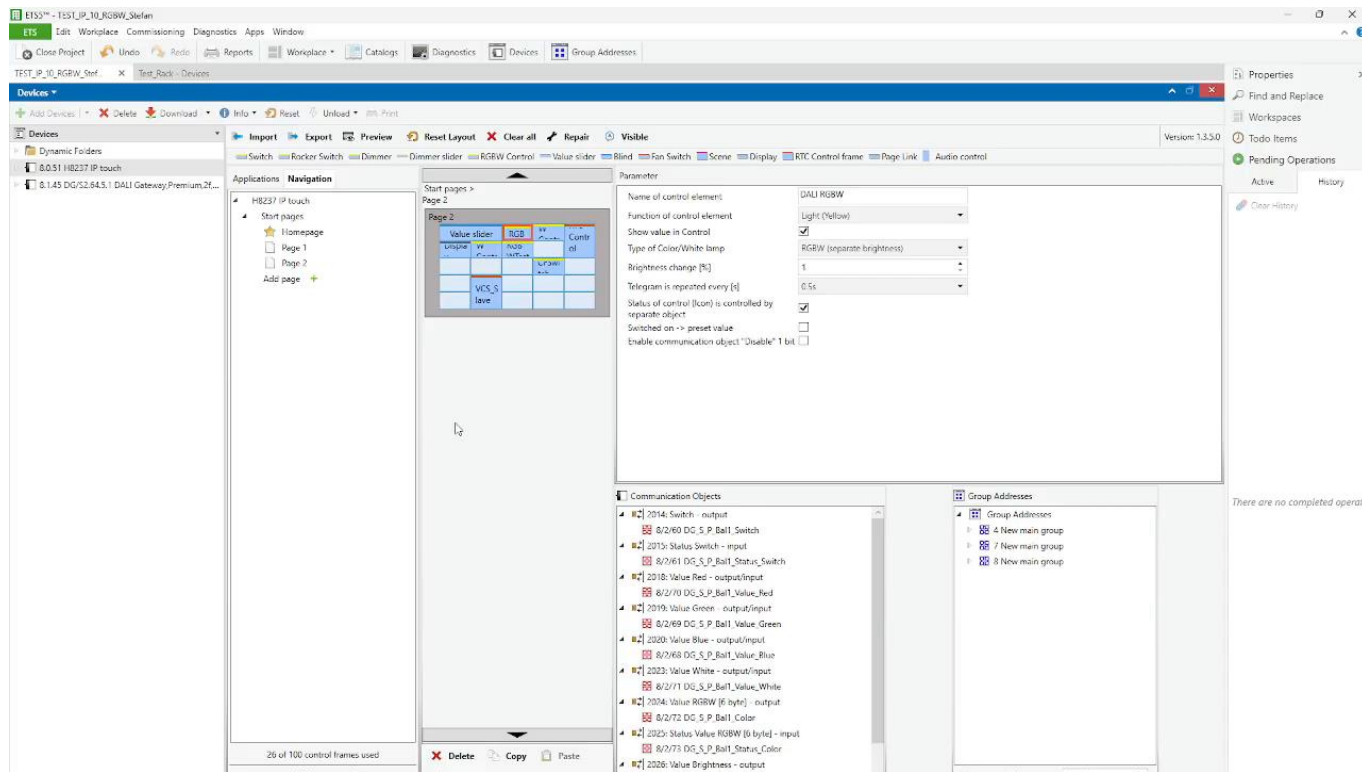 ETS5™ - TEST_IP_10_RGBW_Stefan
ETS Edit Workplace Commissioning Diagnostics Apps Window
Close Project Undo Redo Reports Workplace Catalogs Diagnostics Devices Group Addresses
TEST_IP_10_RGBW_Stef... X Test_Rack - Devices
Devices
Add Devices Delete Download Info Reset Unload Print
Devices
Dynamic Folders
8.0.51 H8237 IP touch
8.1.45 DG/S2.64.5.1 DALI Gateway,Premium,2f,...
Import Export Preview Reset Layout Clear all Repair Visible Version: 1.3.5.0
Switch Rocker Switch Dimmer Dimmer slider RGBW Control Value slider Blind Fan Switch Scene Display RTC Control frame Page Link Audio control
Applications Navigation
H8237 IP touch
Start pages
Homepage
Page 1
Page 2
Add page +
26 of 100 control frames used
Start pages >
Page 2
Page 2
Value slider RGB
Contr
ol
VCS_S
lave
Delete Copy Paste
Parameter
Name of control element DALI RGBW
Function of control element Light (Yellow)
Show value in Control
Type of Color/White lamp RGBW (separate brightness)
Brightness change [%] 1
Telegram is repeated every [s] 0.5s
Status of control (Icon) is controlled by
separate object
Switched on -> preset value
Enable communication object "Disable" 1 bit
Communication Objects
2014: Switch - output
8/2/60 DG_S_P_Ball1_Switch
2015: Status Switch - input
8/2/61 DG_S_P_Ball1_Status_Switch
2018: Value Red - output/input
8/2/70 DG_S_P_Ball1_Value_Red
2019: Value Green - output/input
8/2/69 DG_S_P_Ball1_Value_Green
2020: Value Blue - output/input
8/2/68 DG_S_P_Ball1_Value_Blue
2023: Value White - output/input
8/2/71 DG_S_P_Ball1_Value_White
2024: Value RGBW [6 byte] - output
8/2/72 DG_S_P_Ball1_Color
2025: Status Value RGBW [6 byte] - input
8/2/73 DG_S_P_Ball1_Status_Color
2026: Value Brightness - output
Group Addresses
Group Addresses
4 New main group
7 New main group
8 New main group
Properties
Find and Replace
Workspaces
Todo Items
Pending Operations
Active History
Clear History
There are no completed opera